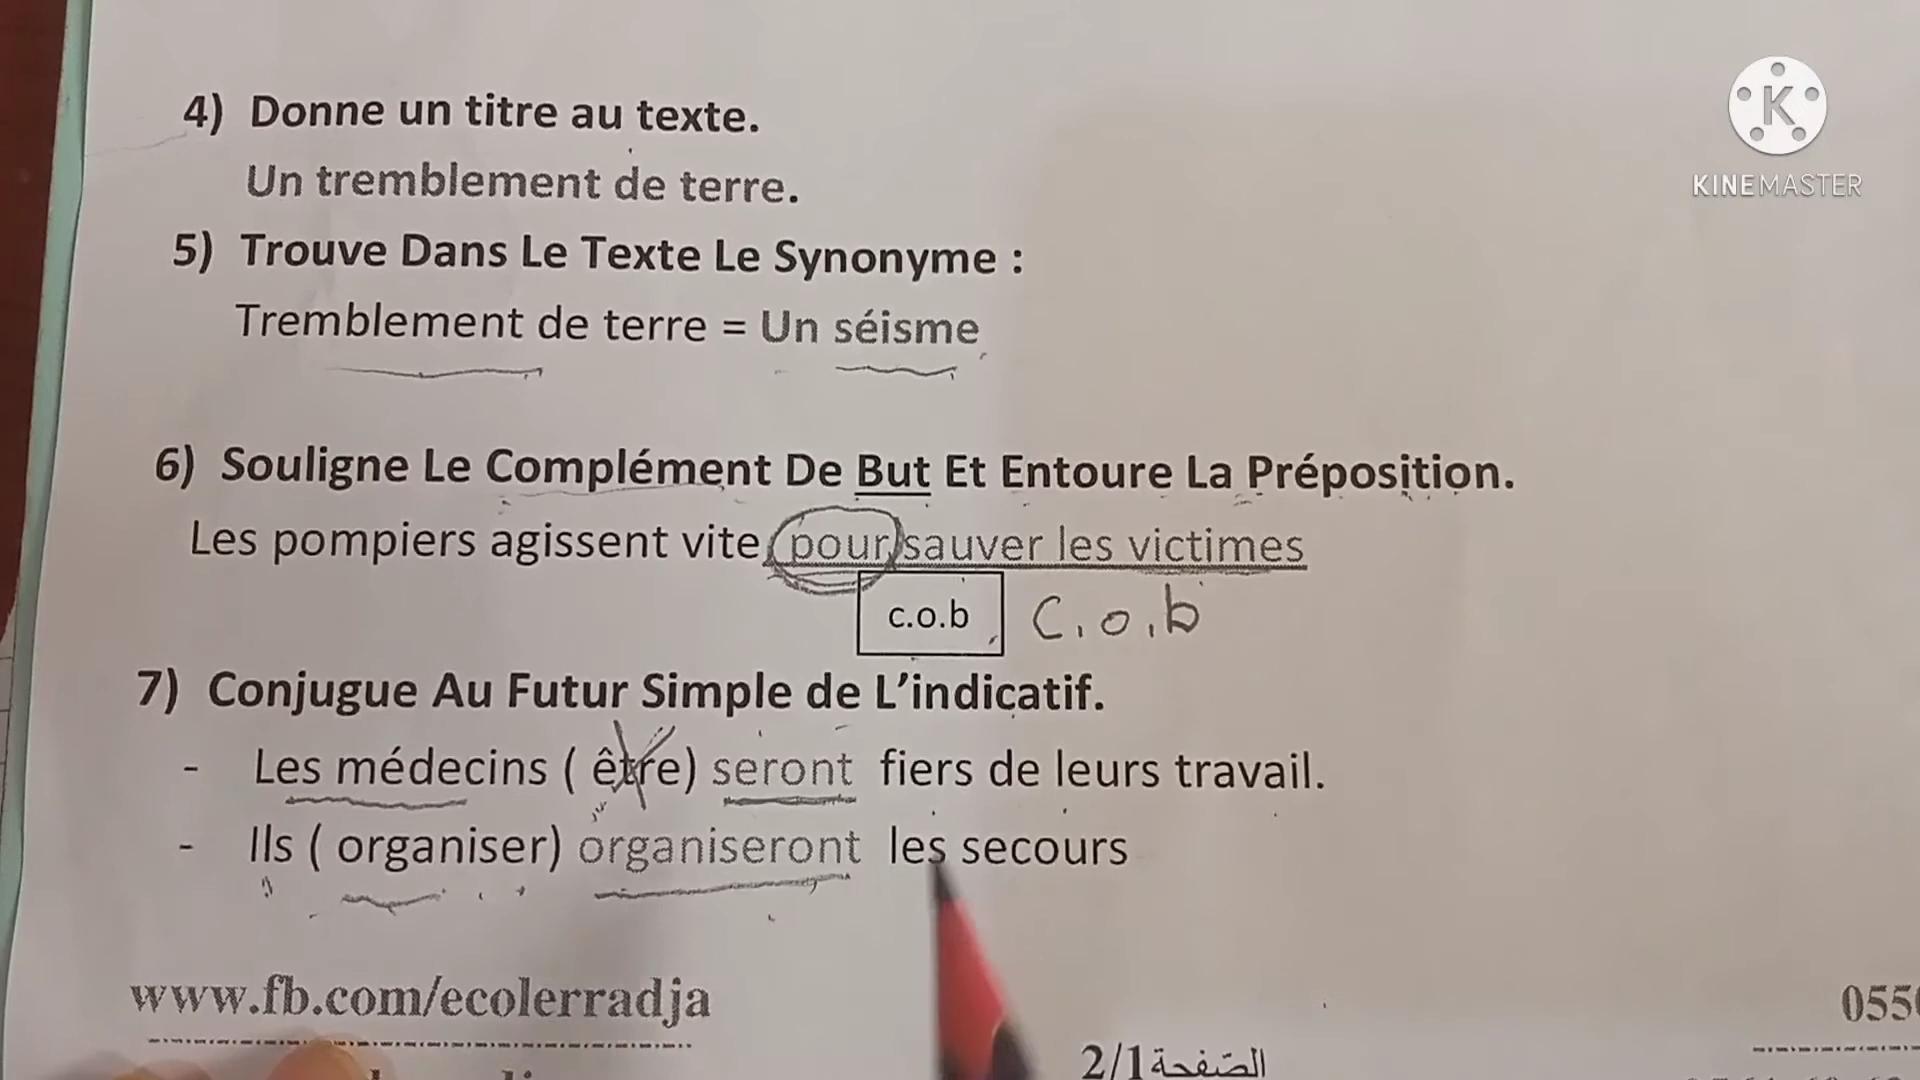 4) Donne un titre au texte.
KINEMASTER
Un tremblement de terre.
5) Trouve Dans Le Texte Le Synonyme :
Tremblement de terre = Un séisme
6) Souligne Le Complément De But Et Entoure La Préposition.
Les pompiers agissent vite pour sauver les victimes
c.o.b C.o.b
7) Conjugue Au Futur Simple de L'indicatif.
- Les médecins ( être) seront fiers de leurs travail.
- Ils ( organiser) organiseront les secours
www.fb.com/ecolerradja
055
2/1الصفحة